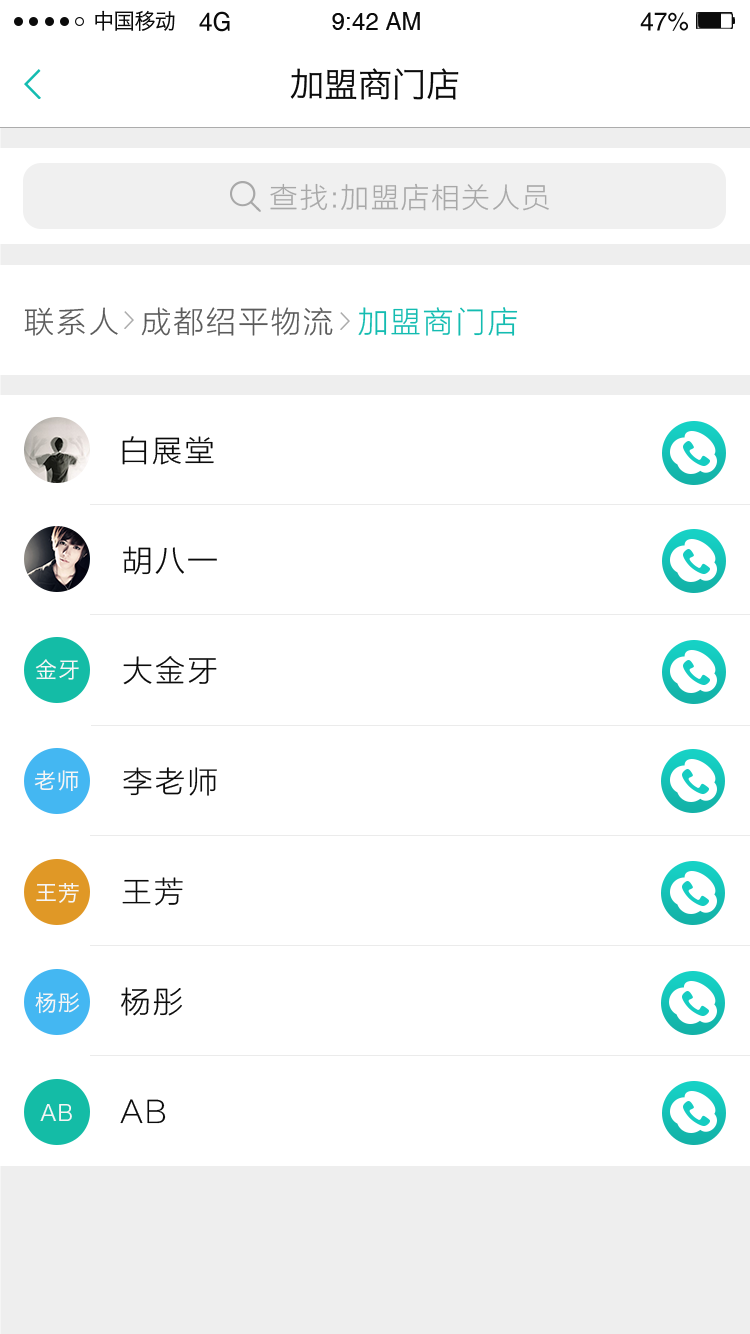 中国移动 4G 9:42 AM 47%
加盟商门店
查找:加盟店相关人员
联系人>成都绍平物流>加盟商门店
白展堂
胡八一
金牙 大金牙
老师 李老师
王芳 王芳
杨彤 杨彤
AB AB